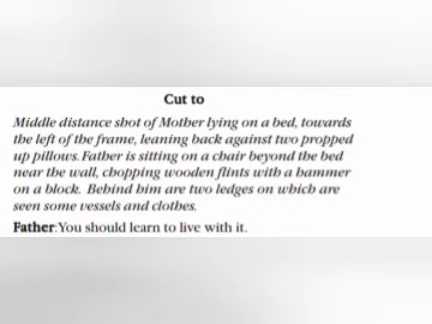 Cut to
Middle distance shot of Mother lying on a bed, towards
the left of the frame, leaning back against two propped
up pillows. Father is sitting on a chair beyond the bed
near the wall, chopping wooden flints with a hammer
on a block. Behind him are two ledges on which are
seen some vessels and clothes.
Father:You should learn to live with it.